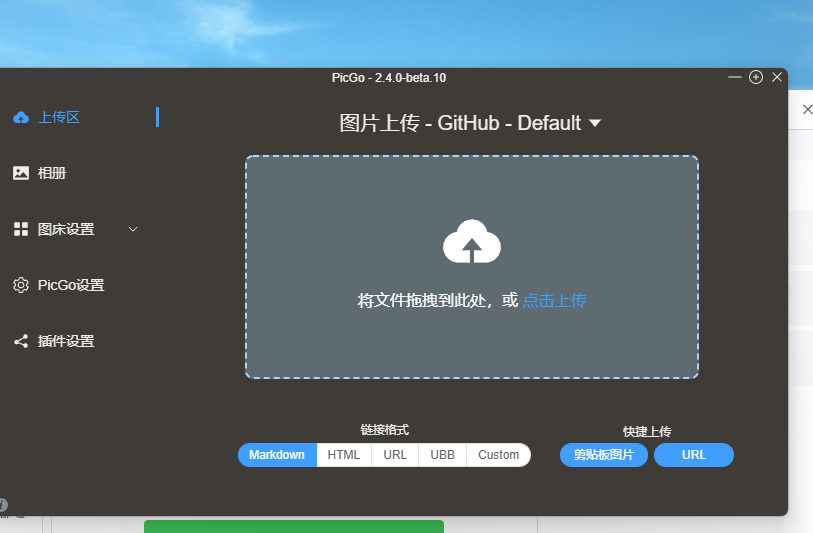 PicGo - 2.4.0-beta.10
上传区
图片上传 - GitHub - Default
相册
图床设置
PicGo设置
插件设置
将文件拖拽到此处，或 点击上传
链接格式
快捷上传
Markdown HTML URL UBB Custom
剪贴板图片 URL